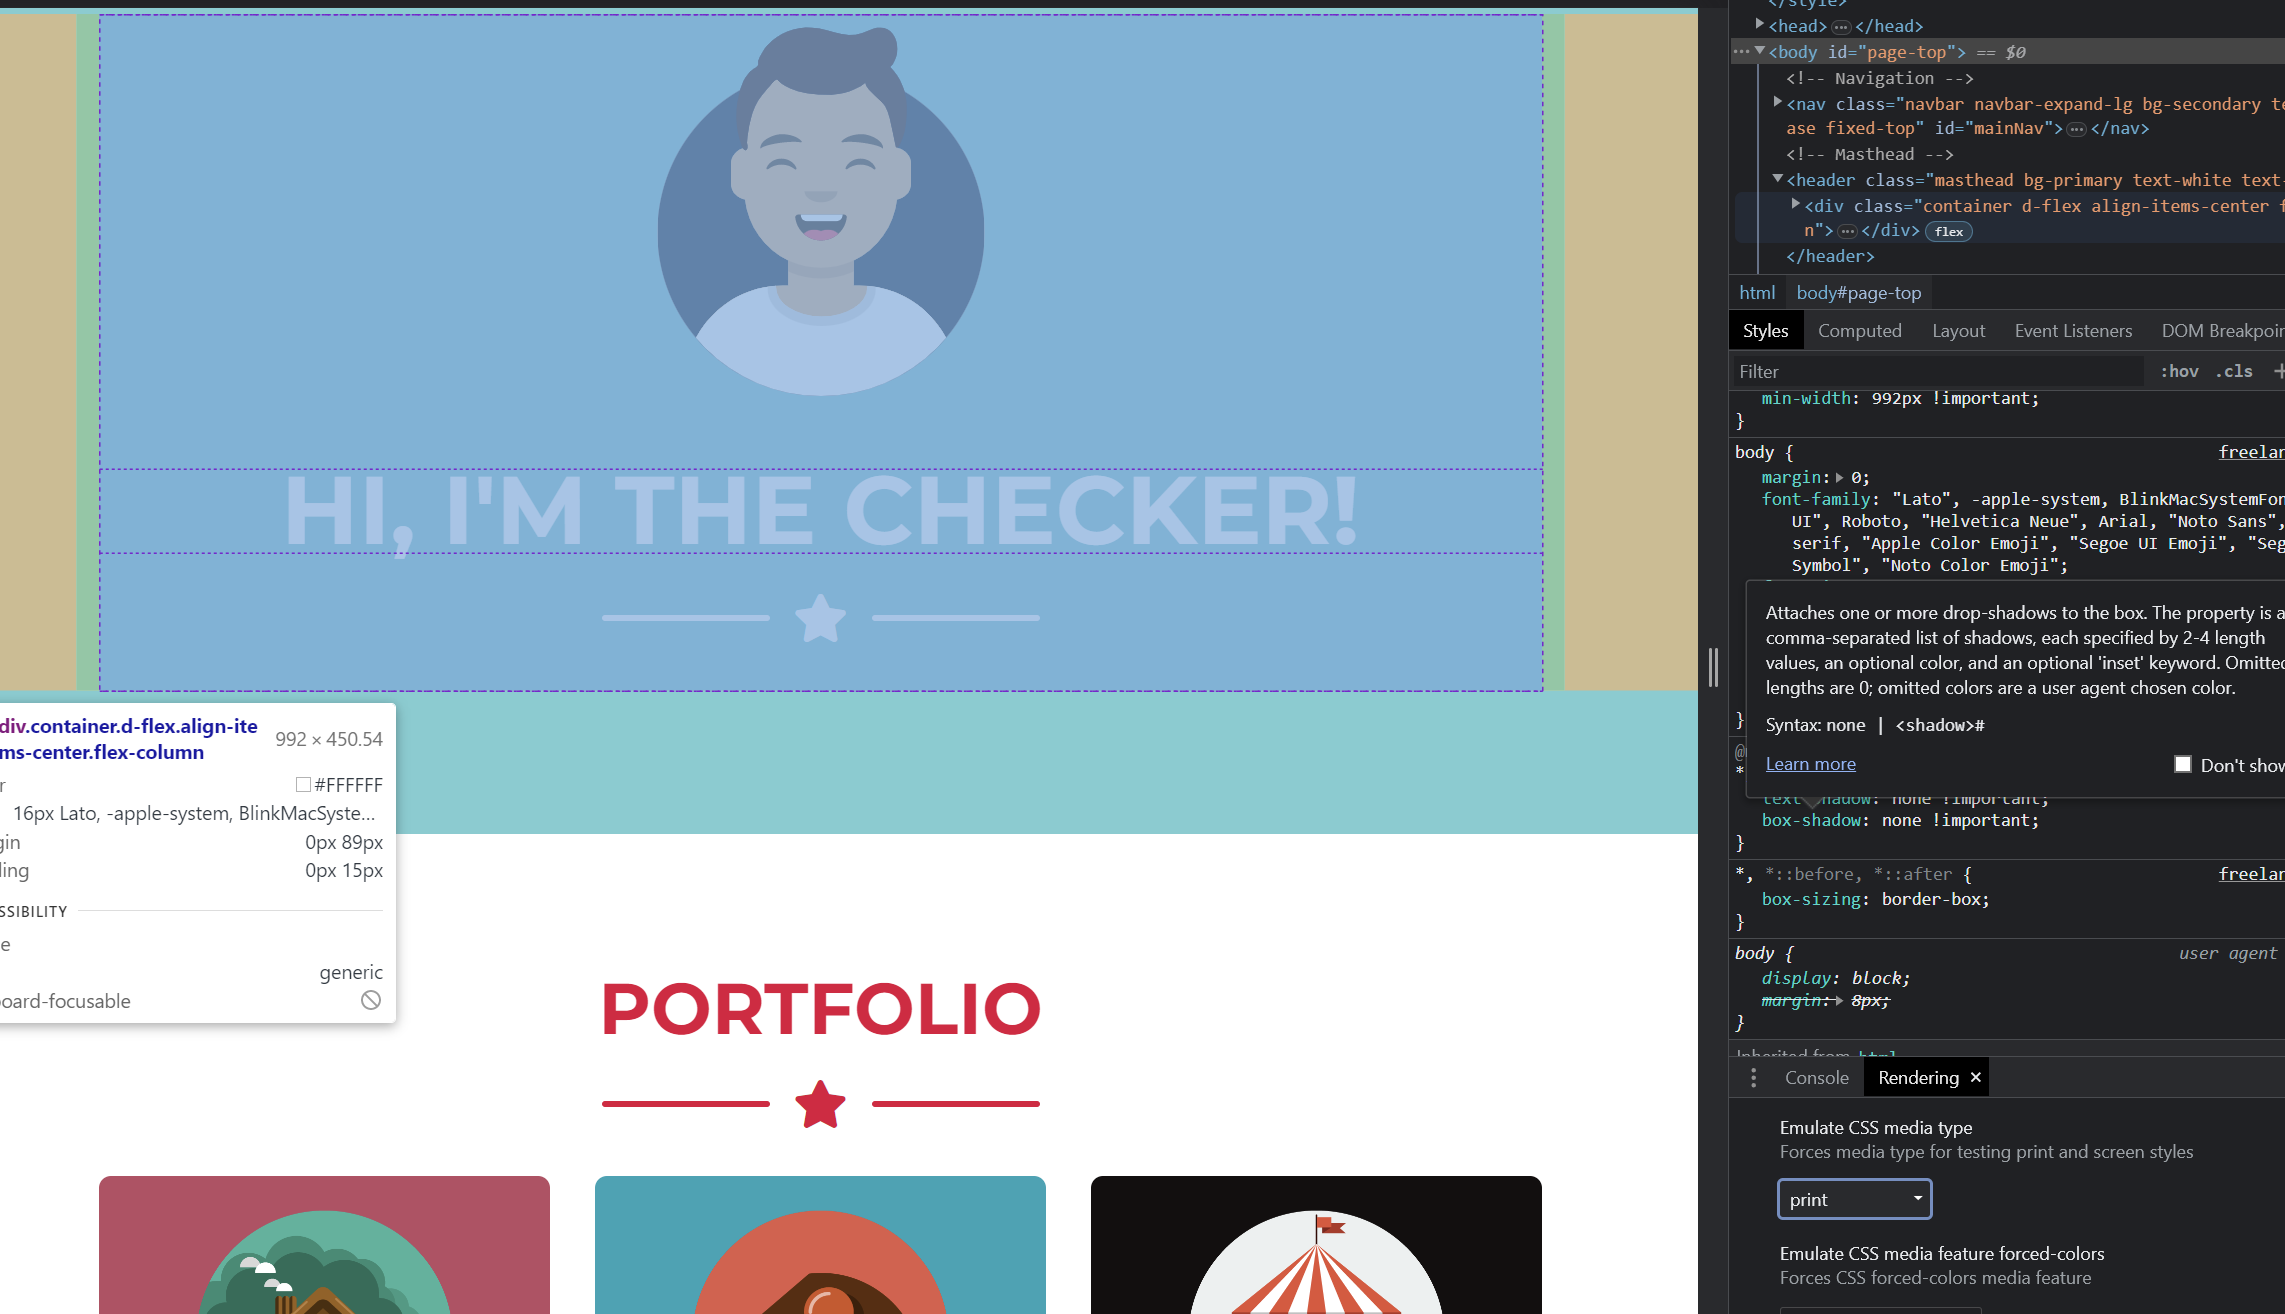 HI, I'M THE CHECKER!
div.container.d-flex.align-ite
ms-center.flex-column
992 × 450.54
r
#FFFFFF
16px Lato, -apple-system, BlinkMacSyste...
gin
0px 89px
ling
0px 15px
SSIBILITY
e
generic
oard-focusable
PORTFOLIO
</style>
<head> ··· </head>
··· <body id="page-top"> == $0
<!-- Navigation -->
<nav class="navbar navbar-expand-lg bg-secondary te
ase fixed-top" id="mainNav"> ··· </nav>
<!-- Masthead -->
<header class="masthead bg-primary text-white text-
<div class="container d-flex align-items-center f
n"> ··· </div> flex
</header>
html body#page-top
Styles Computed Layout Event Listeners DOM Breakpoin
Filter :hov .cls +
min-width: 992px !important;
}
body { freelan
margin: 0;
font-family: "Lato", -apple-system, BlinkMacSystemFon
UI", Roboto, "Helvetica Neue", Arial, "Noto Sans",
serif, "Apple Color Emoji", "Segoe UI Emoji", "Seg
Symbol", "Noto Color Emoji";
Attaches one or more drop-shadows to the box. The property is a
comma-separated list of shadows, each specified by 2-4 length
values, an optional color, and an optional 'inset' keyword. Omitted
lengths are 0; omitted colors are a user agent chosen color.
}
Syntax: none | <shadow>#
@
*
Learn more
Don't show
text-shadow: none !important;
box-shadow: none !important;
}
*, *::before, *::after { freelan
box-sizing: border-box;
}
body { user agent
display: block;
margin: 8px;
}
Inherited from html
Console Rendering ×
Emulate CSS media type
Forces media type for testing print and screen styles
print
Emulate CSS media feature forced-colors
Forces CSS forced-colors media feature